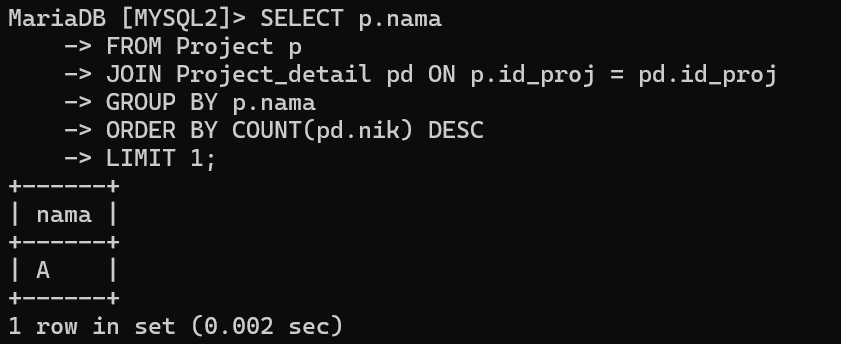 MariaDB [MYSQL2]> SELECT p.nama
    -> FROM Project p
    -> JOIN Project_detail pd ON p.id_proj = pd.id_proj
    -> GROUP BY p.nama
    -> ORDER BY COUNT(pd.nik) DESC
    -> LIMIT 1;
+------+
| nama |
+------+
| A    |
+------+
1 row in set (0.002 sec)